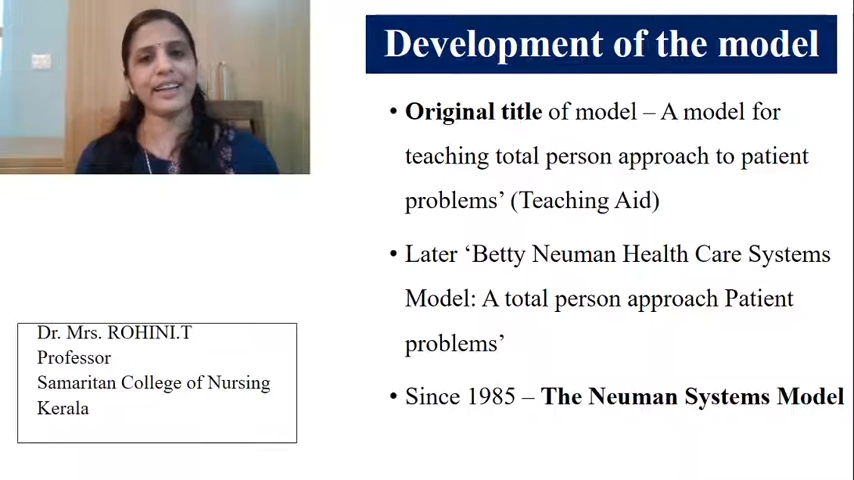 Development of the model
• Original title of model – A model for
teaching total person approach to patient
problems’ (Teaching Aid)
• Later ‘Betty Neuman Health Care Systems
Model: A total person approach Patient
problems’
• Since 1985 – The Neuman Systems Model
Dr. Mrs. ROHINI.T
Professor
Samaritan College of Nursing
Kerala